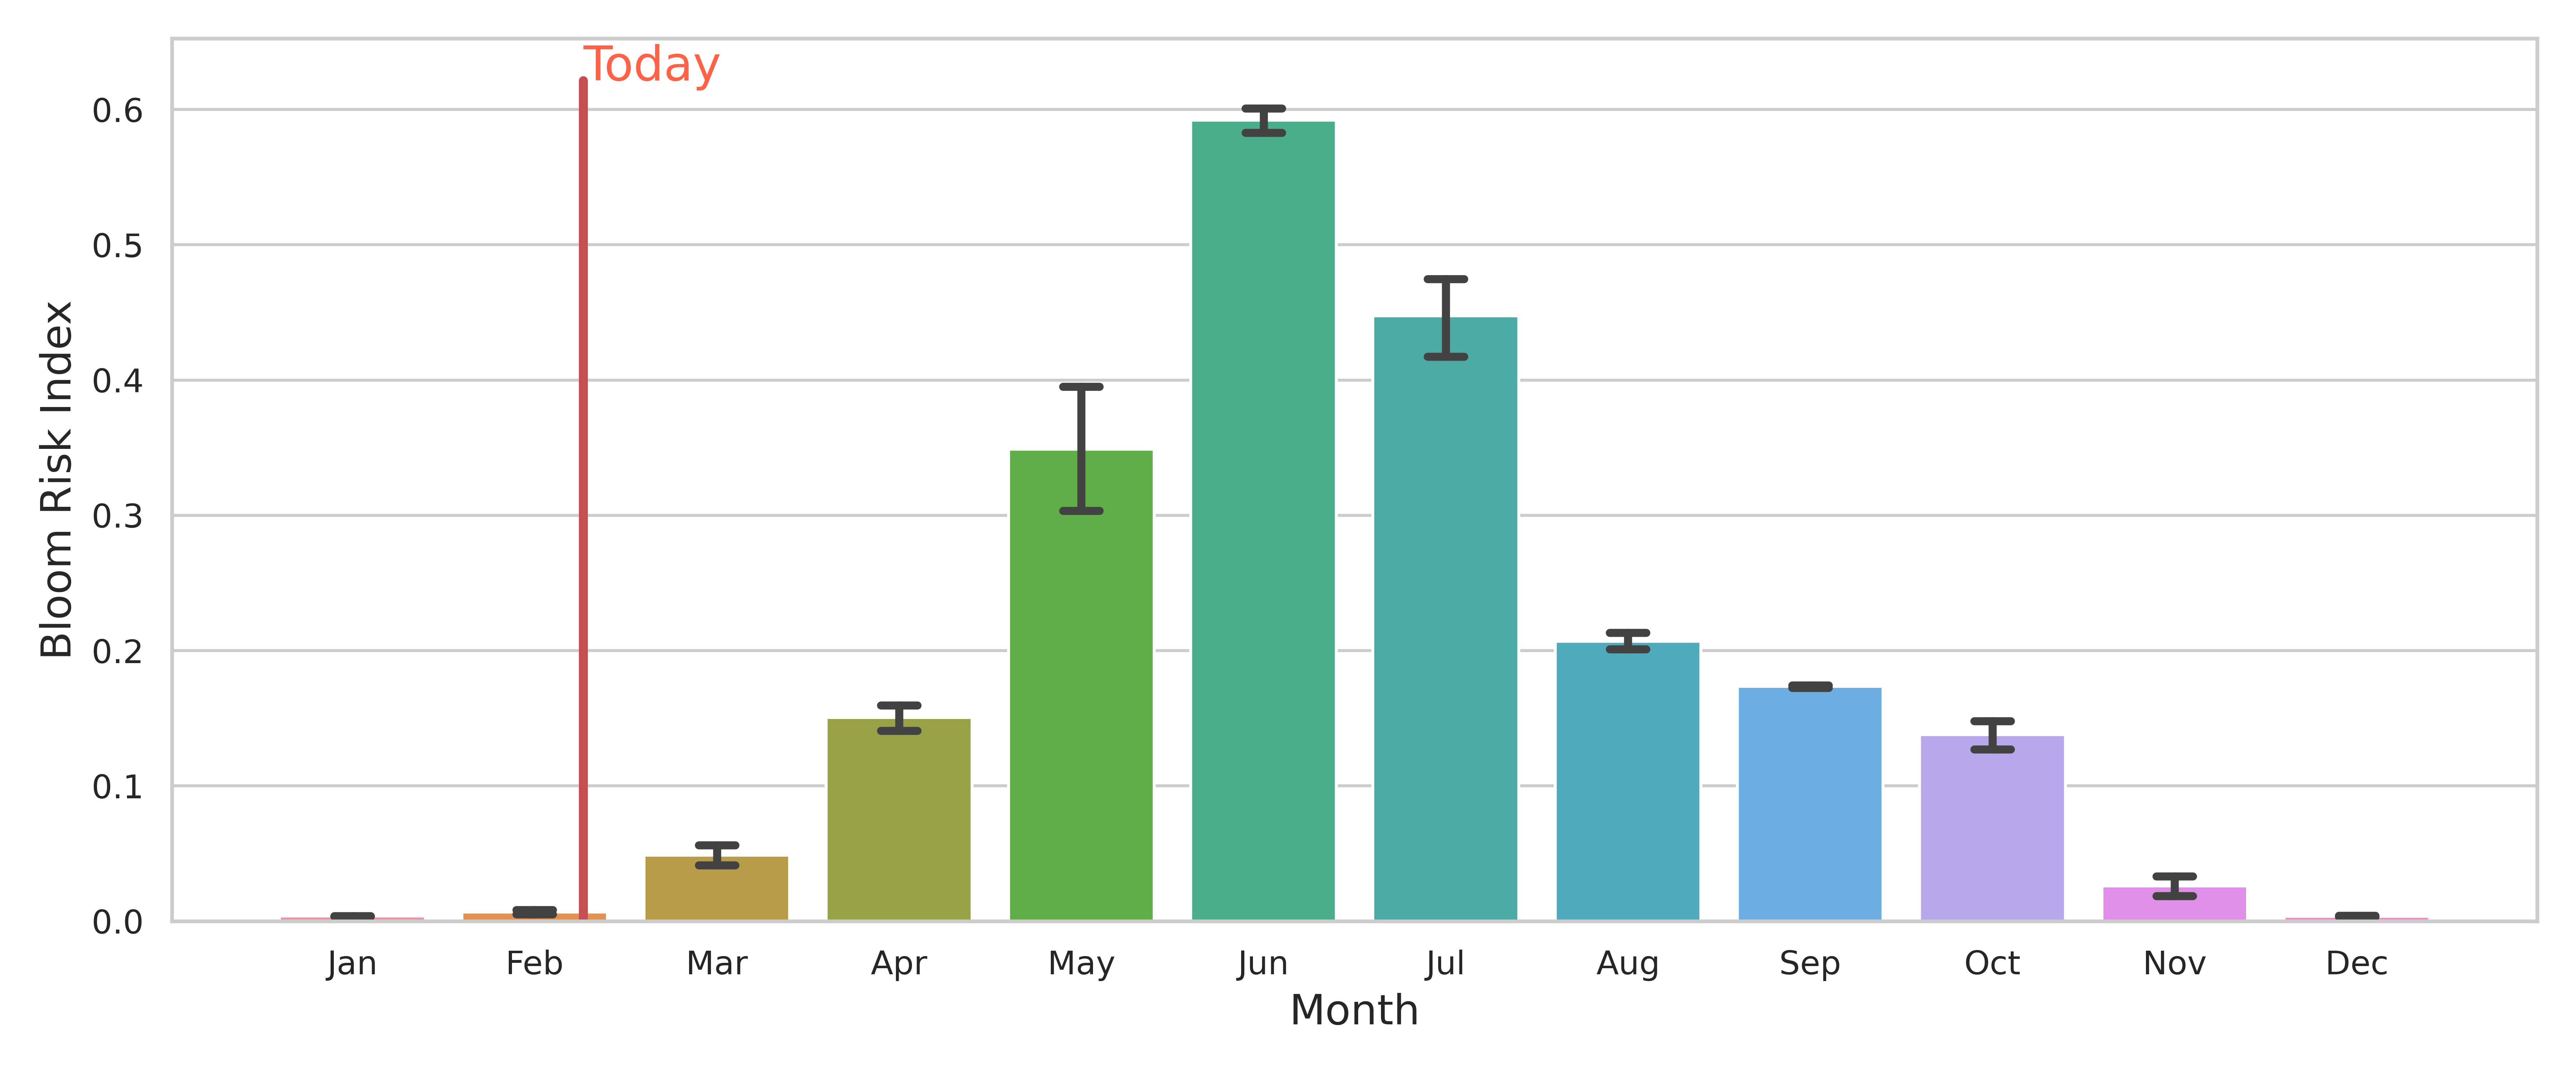 Today
0.6
0.5
0.4
0.3
0.2
0.1
0.0
Bloom Risk Index
Jan Feb Mar Apr May Jun Jul Aug Sep Oct Nov Dec
Month